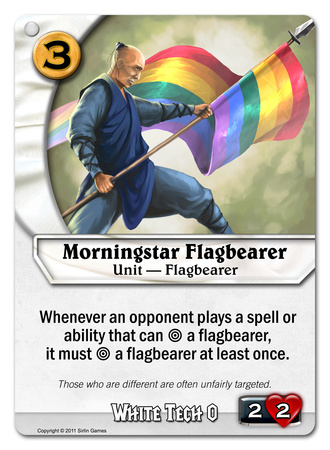 3
Morningstar Flagbearer
Unit — Flagbearer
Whenever an opponent plays a spell or
ability that can ◎ a flagbearer,
it must ◎ a flagbearer at least once.
Those who are different are often unfairly targeted.
White Tech 0
2 2
Copyright © 2011 Sirlin Games